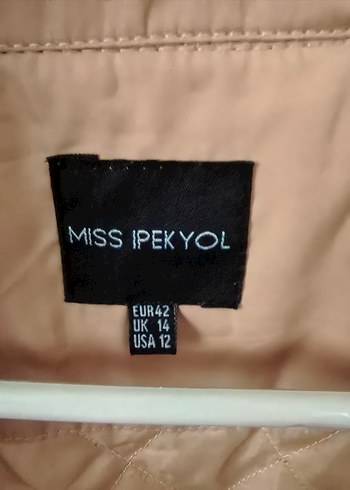 MISS IPEKYOL
EUR42
UK 14
USA 12